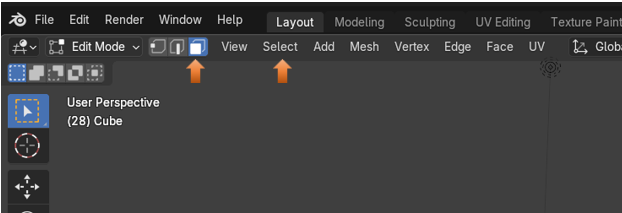 File Edit Render Window Help Layout Modeling Sculpting UV Editing Texture Paint
Edit Mode View Select Add Mesh Vertex Edge Face UV Globa
User Perspective
(28) Cube